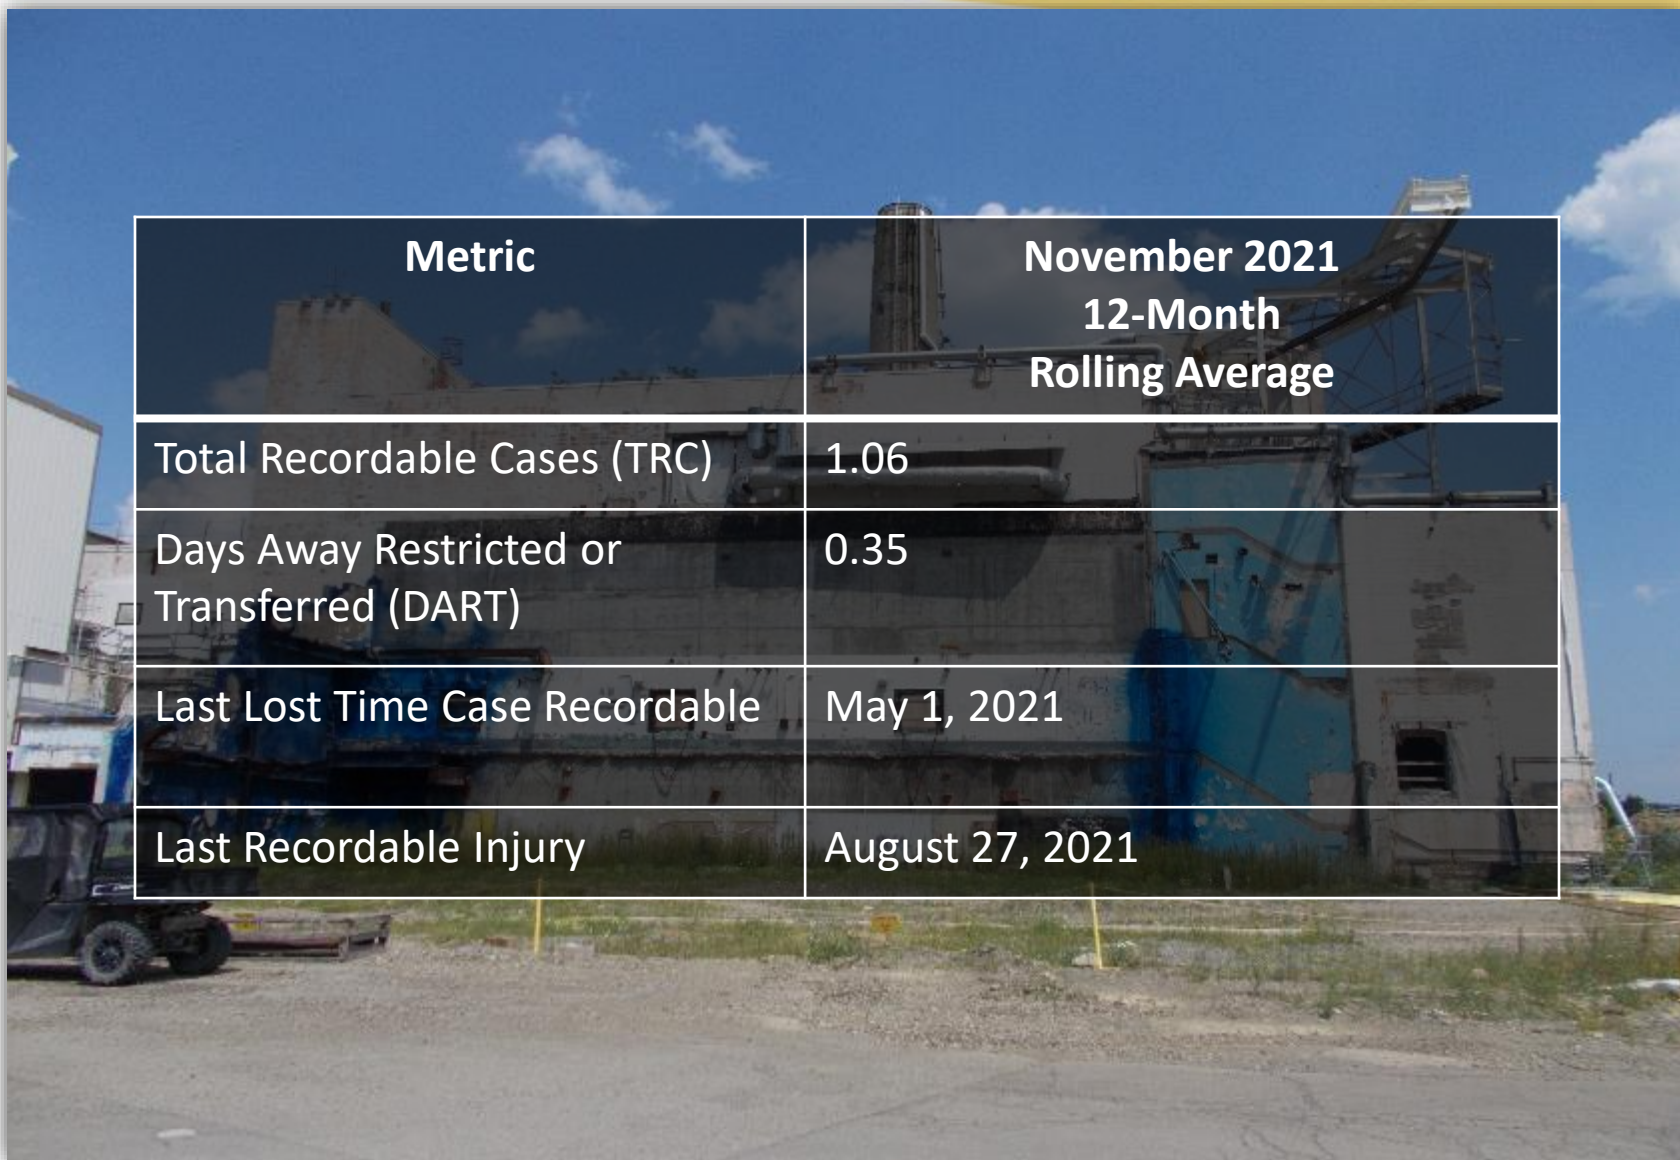 Metric
November 2021
12-Month
Rolling Average
Total Recordable Cases (TRC)
1.06
Days Away Restricted or
Transferred (DART)
0.35
Last Lost Time Case Recordable
May 1, 2021
Last Recordable Injury
August 27, 2021